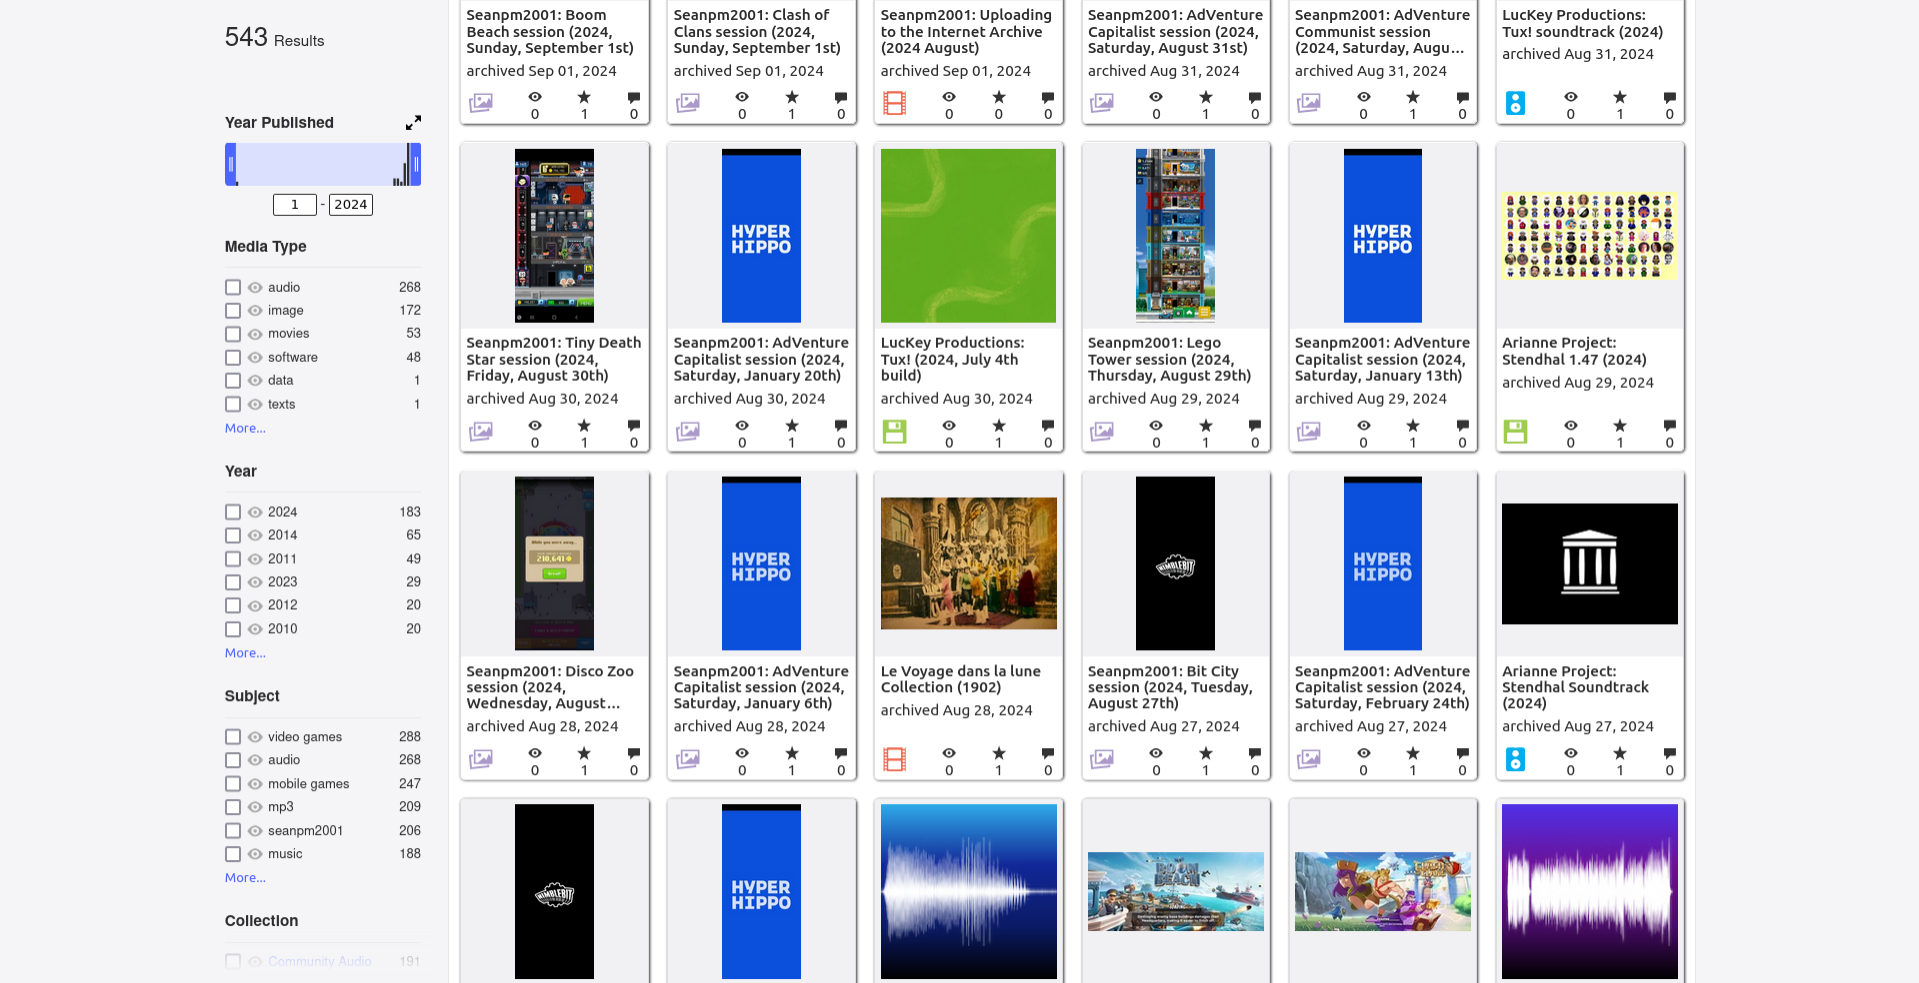 543 Results
Year Published
1 - 2024
Media Type
audio 268
image 172
movies 53
software 48
data 1
texts 1
More...
Year
2024 183
2014 65
2011 49
2023 29
2012 20
2010 20
More...
Subject
video games 288
audio 268
mobile games 247
mp3 209
seanpm2001 206
music 188
More...
Collection
Community Audio 191
Seanpm2001: Boom
Beach session (2024,
Sunday, September 1st)
archived Sep 01, 2024
0 1 0
Seanpm2001: Clash of
Clans session (2024,
Sunday, September 1st)
archived Sep 01, 2024
0 1 0
Seanpm2001: Uploading
to the Internet Archive
(2024 August)
archived Sep 01, 2024
0 0 0
Seanpm2001: AdVenture
Capitalist session (2024,
Saturday, August 31st)
archived Aug 31, 2024
0 1 0
Seanpm2001: AdVenture
Communist session
(2024, Saturday, Augu...
archived Aug 31, 2024
0 1 0
LucKey Productions:
Tux! soundtrack (2024)
archived Aug 31, 2024
0 1 0
Seanpm2001: Tiny Death
Star session (2024,
Friday, August 30th)
archived Aug 30, 2024
0 1 0
HYPER
HIPPO
Seanpm2001: AdVenture
Capitalist session (2024,
Saturday, January 20th)
archived Aug 30, 2024
0 1 0
LucKey Productions:
Tux! (2024, July 4th
build)
archived Aug 30, 2024
0 1 0
Seanpm2001: Lego
Tower session (2024,
Thursday, August 29th)
archived Aug 29, 2024
0 1 0
HYPER
HIPPO
Seanpm2001: AdVenture
Capitalist session (2024,
Saturday, January 13th)
archived Aug 29, 2024
0 1 0
Arianne Project:
Stendhal 1.47 (2024)
archived Aug 29, 2024
0 1 0
While you were away...
210,641
Seanpm2001: Disco Zoo
session (2024,
Wednesday, August...
archived Aug 28, 2024
0 1 0
HYPER
HIPPO
Seanpm2001: AdVenture
Capitalist session (2024,
Saturday, January 6th)
archived Aug 28, 2024
0 1 0
Le Voyage dans la lune
Collection (1902)
archived Aug 28, 2024
0 1 0
NIMBLEBIT
Seanpm2001: Bit City
session (2024, Tuesday,
August 27th)
archived Aug 27, 2024
0 1 0
HYPER
HIPPO
Seanpm2001: AdVenture
Capitalist session (2024,
Saturday, February 24th)
archived Aug 27, 2024
0 1 0
Arianne Project:
Stendhal Soundtrack
(2024)
archived Aug 27, 2024
0 1 0
NIMBLEBIT
HYPER
HIPPO
BOOM
BEACH